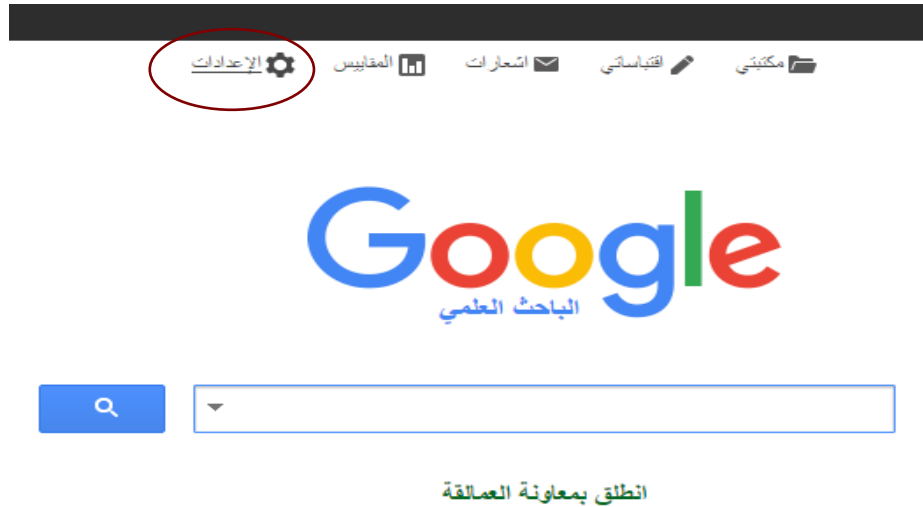 مكتبتي اقتباساتي اشعارات المقاييس الإعدادات
Google
الباحث العلمي
انطلق بمعاونة العمالقة